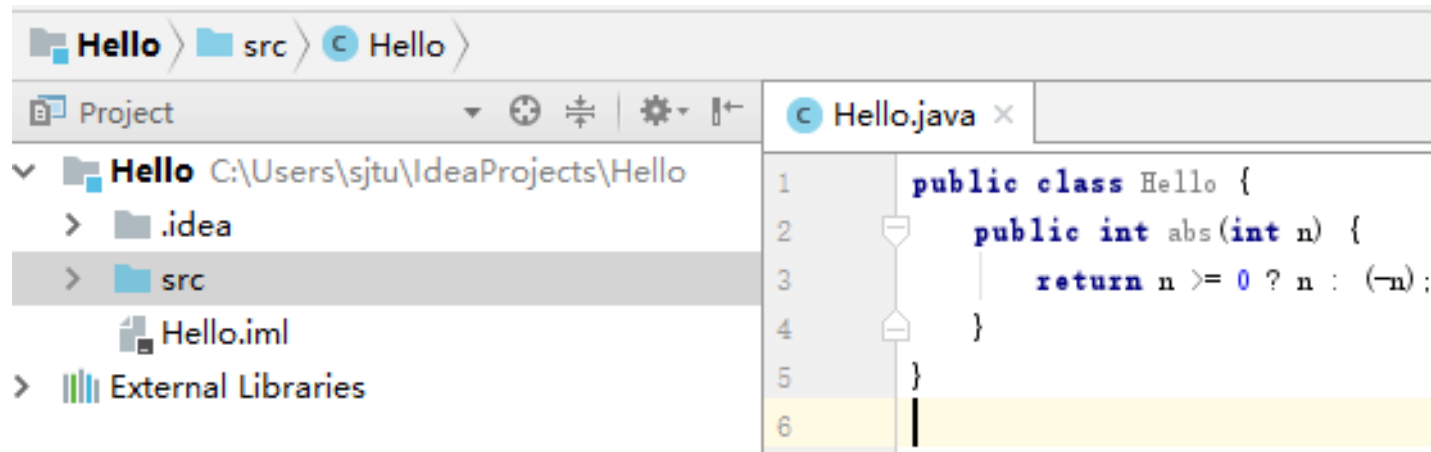 Hello src C Hello
Project
C Hello.java ×
Hello C:\Users\sjtu\IdeaProjects\Hello
.idea
src
Hello.iml
External Libraries
1 public class Hello {
2 public int abs(int n) {
3 return n >= 0 ? n : (-n);
4 }
5 }
6